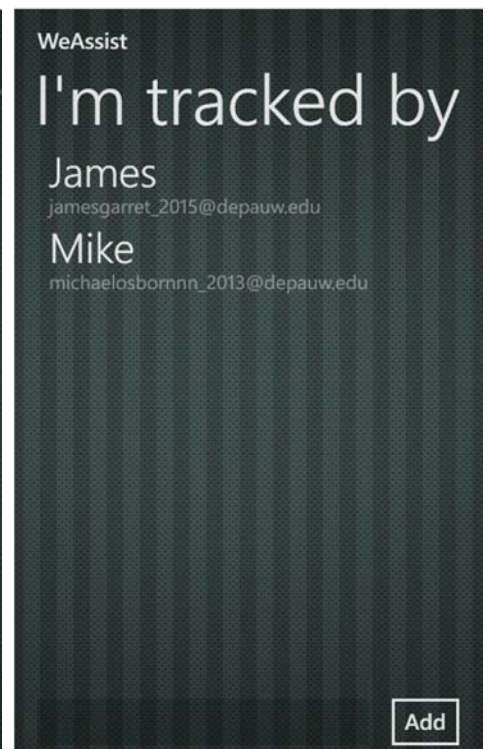 WeAssist
I'm tracked by
James
jamesgarret_2015@depauw.edu
Mike
michaelosbornnn_2013@depauw.edu
Add